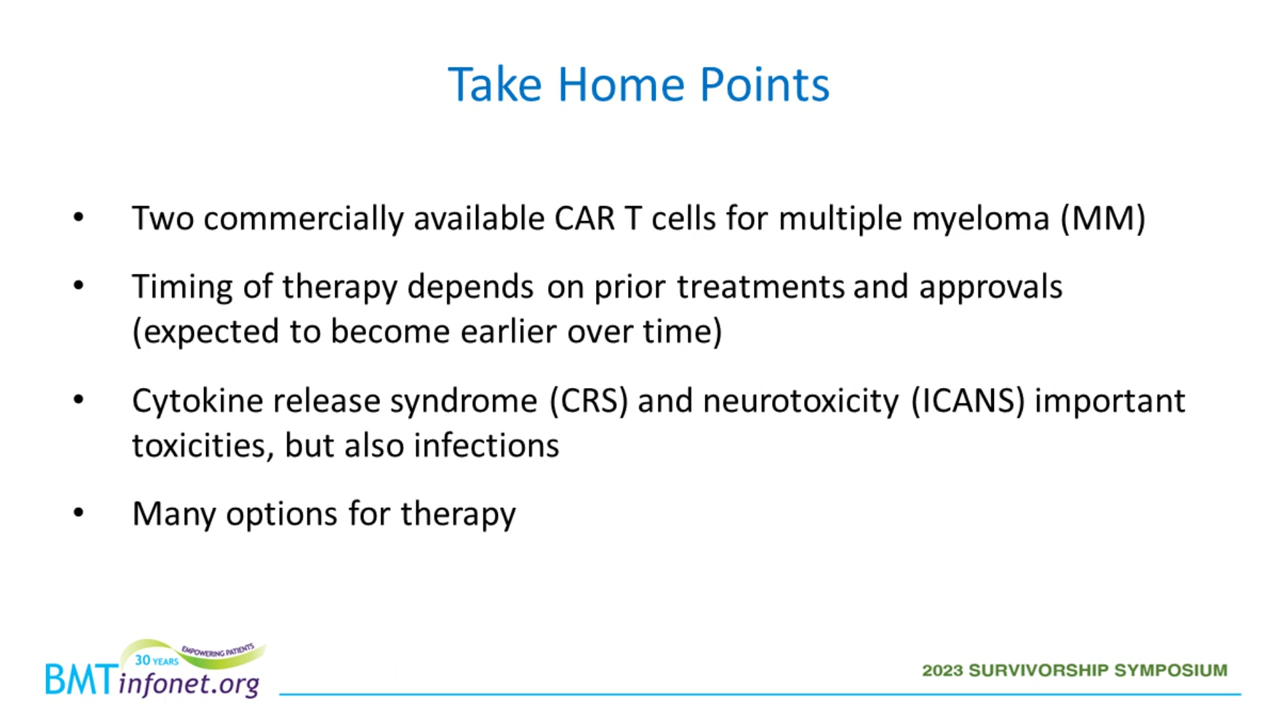 Take Home Points
• Two commercially available CAR T cells for multiple myeloma (MM)
• Timing of therapy depends on prior treatments and approvals
(expected to become earlier over time)
• Cytokine release syndrome (CRS) and neurotoxicity (ICANS) important
toxicities, but also infections
• Many options for therapy
EMPOWERING PATIENTS
30 YEARS
BMTinfonet.org
2023 SURVIVORSHIP SYMPOSIUM